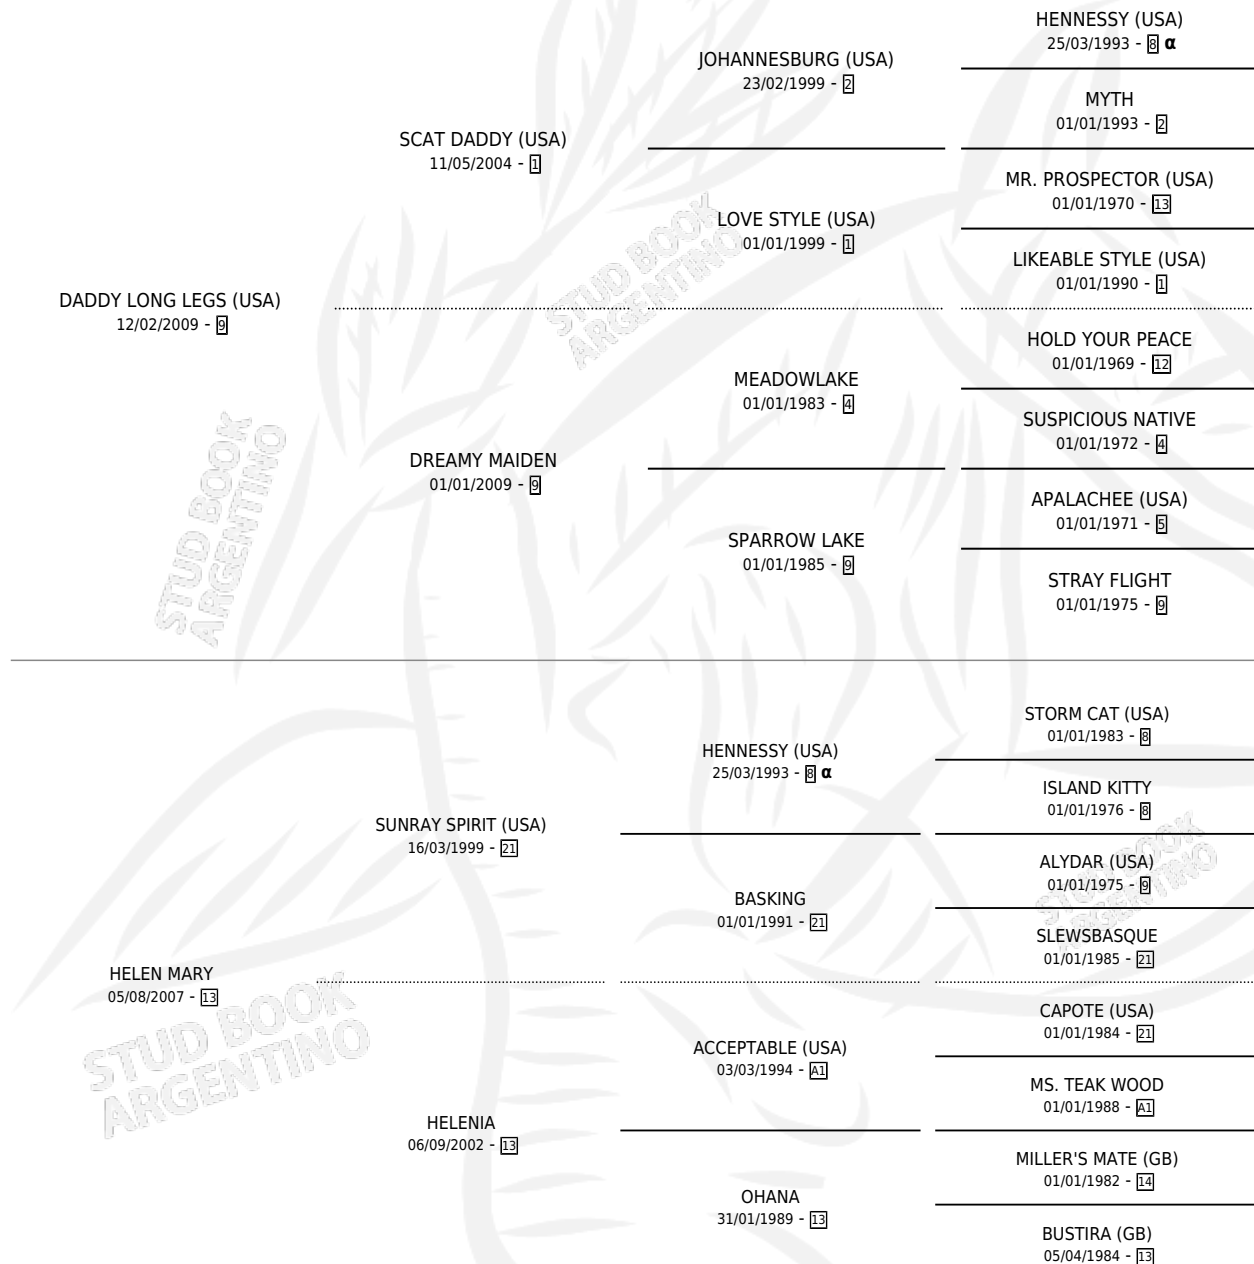 HENNESSY (USA)
25/03/1993 - 8 α
JOHANNESBURG (USA)
23/02/1999 - 2
MYTH
01/01/1993 - 2
SCAT DADDY (USA)
11/05/2004 - 1
MR. PROSPECTOR (USA)
01/01/1970 - 13
LOVE STYLE (USA)
01/01/1999 - 1
LIKEABLE STYLE (USA)
01/01/1990 - 1
DADDY LONG LEGS (USA)
12/02/2009 - 9
HOLD YOUR PEACE
01/01/1969 - 12
MEADOWLAKE
01/01/1983 - 4
SUSPICIOUS NATIVE
01/01/1972 - 4
DREAMY MAIDEN
01/01/2009 - 9
APALACHEE (USA)
01/01/1971 - 5
SPARROW LAKE
01/01/1985 - 9
STRAY FLIGHT
01/01/1975 - 9
STUD BOOK
ARGENTINO
STUD BOOK
ARGENTINO
STORM CAT (USA)
01/01/1983 - 8
HENNESSY (USA)
25/03/1993 - 8 α
ISLAND KITTY
01/01/1976 - 8
SUNRAY SPIRIT (USA)
16/03/1999 - 21
ALYDAR (USA)
01/01/1975 - 9
BASKING
01/01/1991 - 21
SLEWSBASQUE
01/01/1985 - 21
HELEN MARY
05/08/2007 - 13
CAPOTE (USA)
01/01/1984 - 21
ACCEPTABLE (USA)
03/03/1994 - A1
MS. TEAK WOOD
01/01/1988 - A1
HELENIA
06/09/2002 - 13
MILLER'S MATE (GB)
01/01/1982 - 14
OHANA
31/01/1989 - 13
BUSTIRA (GB)
05/04/1984 - 13
STUD BOOK
ARGENTINO
STUD BOOK
ARGENTINO